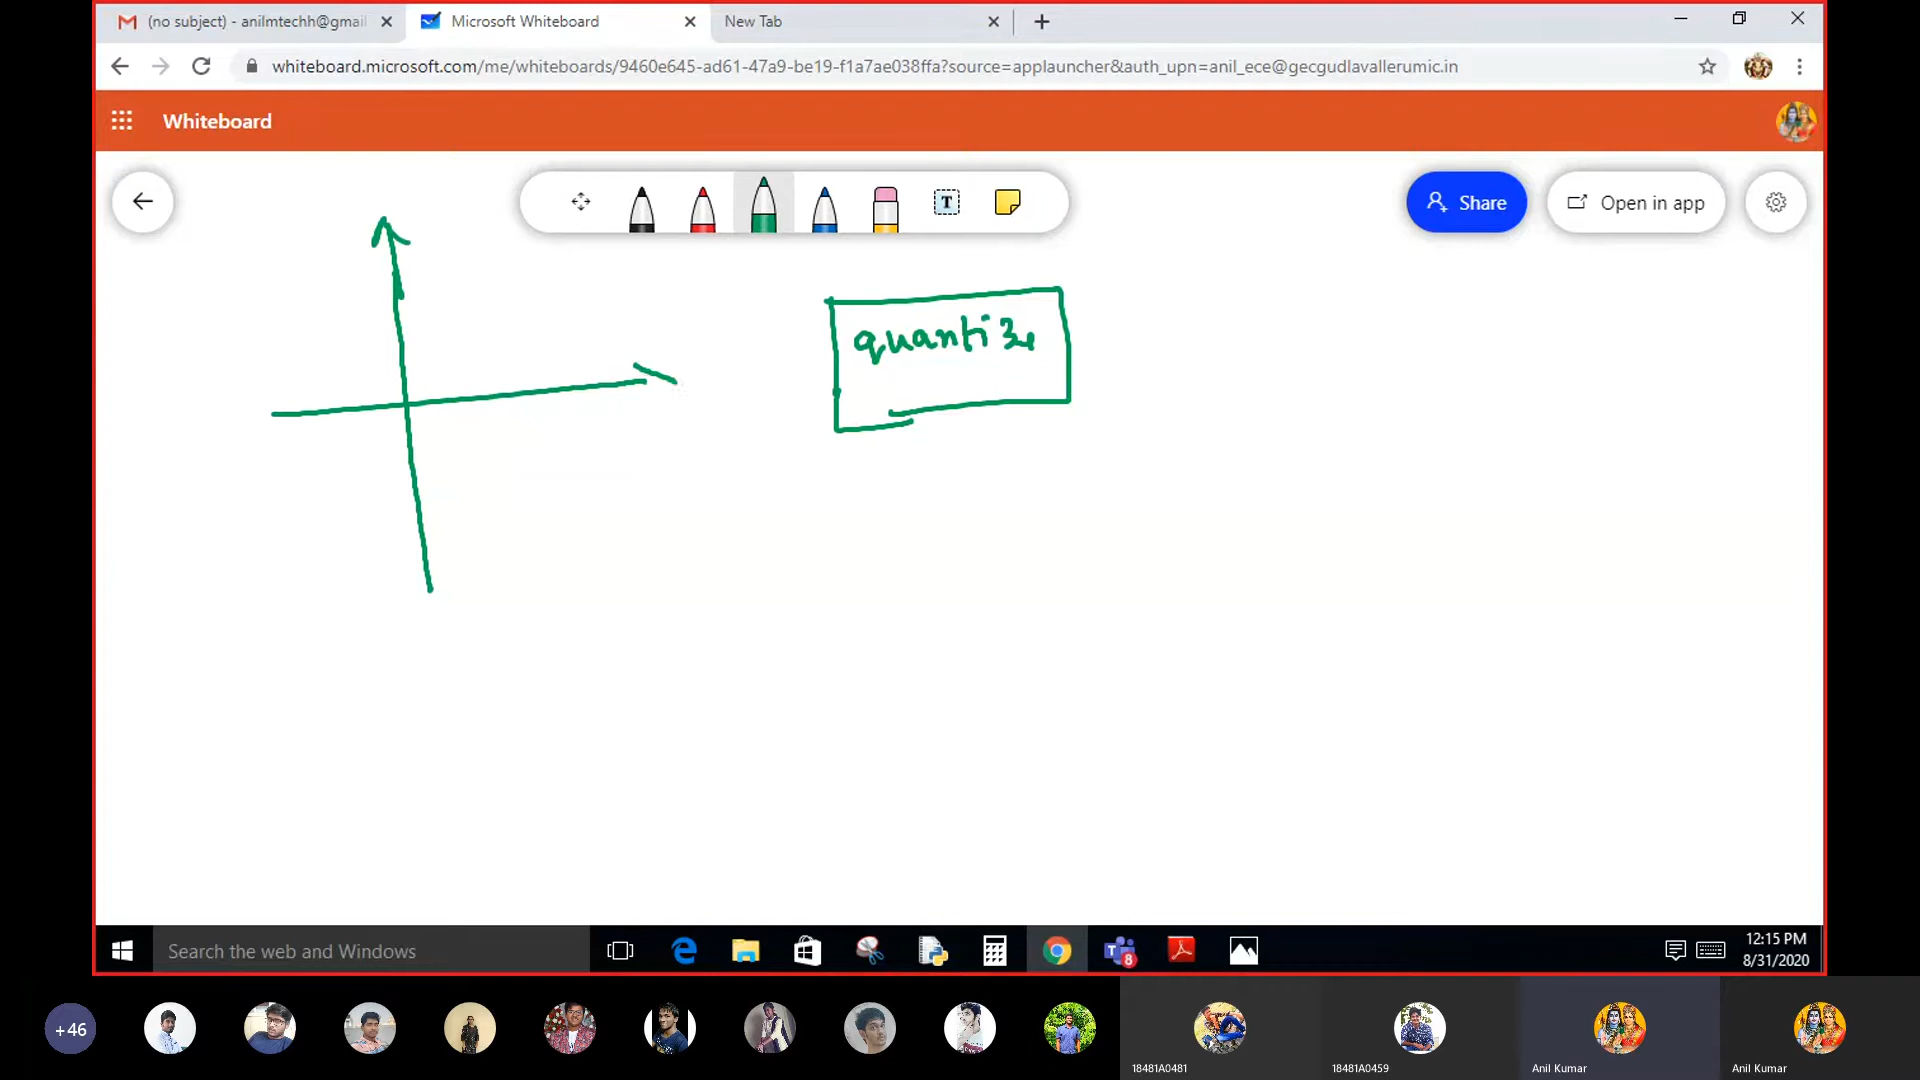 (no subject) - anilmtechh@gmail
Microsoft Whiteboard
New Tab
whiteboard.microsoft.com/me/whiteboards/9460e645-ad61-47a9-be19-f1a7ae038ffa?source=applauncher&auth_upn=anil_ece@gecgudlavallerumic.in
Whiteboard
T
Share
Open in app
quantize
Search the web and Windows
8
12:15 PM
8/31/2020
+46
18481A0481
18481A0459
Anil Kumar
Anil Kumar